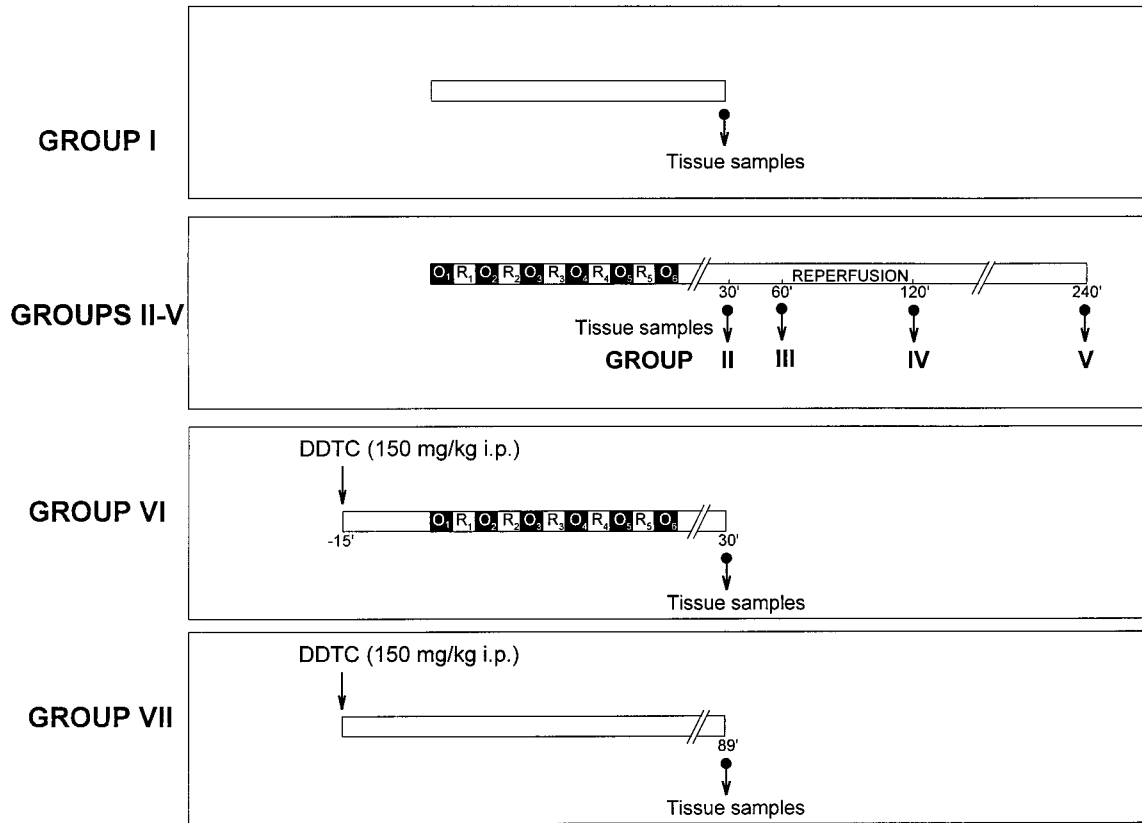 GROUP I
Tissue samples
GROUPS II-V
O1 R1 O2 R2 O3 R3 O4 R4 O5 R5 O6
REPERFUSION
30' 60' 120' 240'
Tissue samples
GROUP II III IV V
GROUP VI
DDTC (150 mg/kg i.p.)
O1 R1 O2 R2 O3 R3 O4 R4 O5 R5 O6
-15' 30'
Tissue samples
GROUP VII
DDTC (150 mg/kg i.p.)
89'
Tissue samples